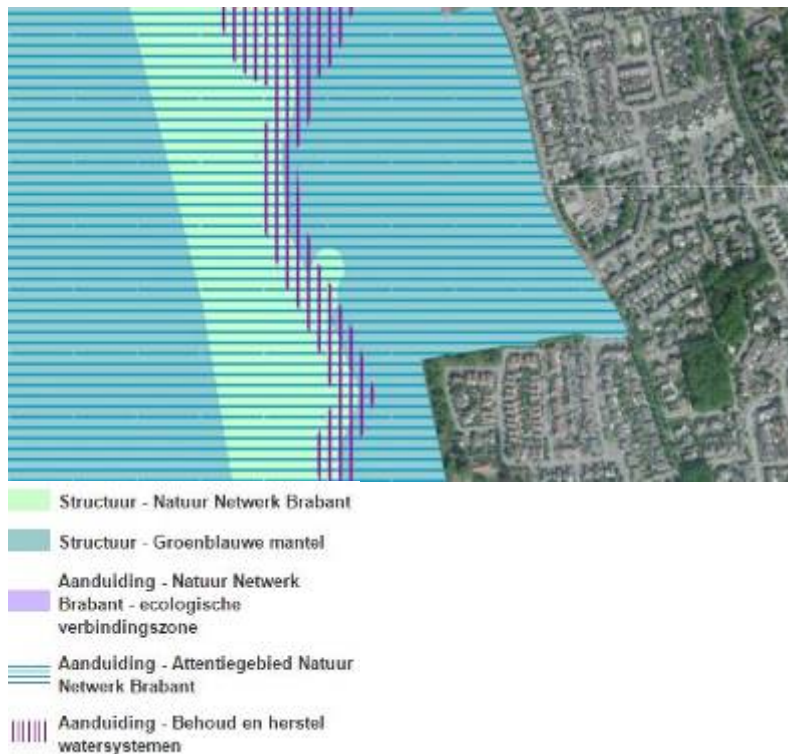 Structuur - Natuur Netwerk Brabant
Structuur - Groenblauwe mantel
Aanduiding - Natuur Netwerk
Brabant - ecologische
verbindingszone
Aanduiding - Attentiegebied Natuur
Netwerk Brabant
Aanduiding - Behoud en herstel
watersystemen